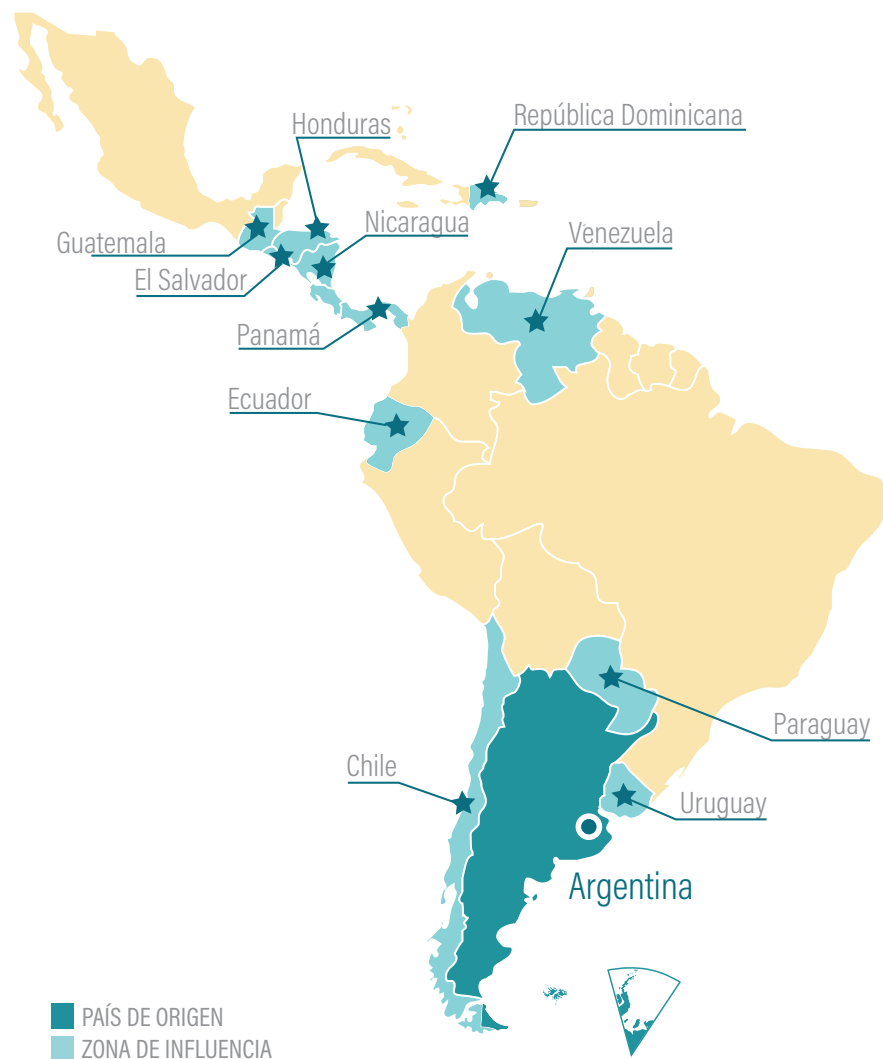 República Dominicana
Honduras
Nicaragua
Venezuela
Guatemala
El Salvador
Panamá
Ecuador
Paraguay
Chile
Uruguay
Argentina
PAÍS DE ORIGEN
ZONA DE INFLUENCIA